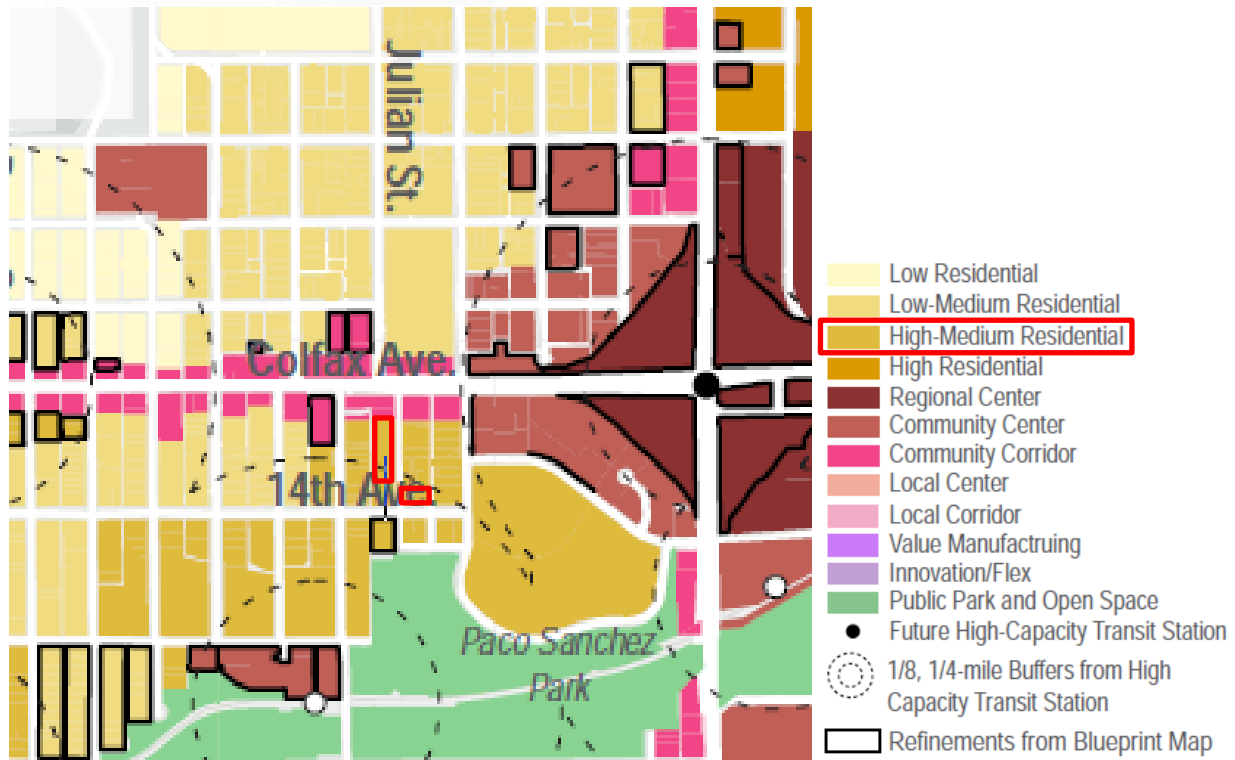 Julian St.
Colfax Ave.
14th Ave.
Paco Sanchez
Park
Low Residential
Low-Medium Residential
High-Medium Residential
High Residential
Regional Center
Community Center
Community Corridor
Local Center
Local Corridor
Value Manufactruing
Innovation/Flex
Public Park and Open Space
Future High-Capacity Transit Station
1/8, 1/4-mile Buffers from High
Capacity Transit Station
Refinements from Blueprint Map